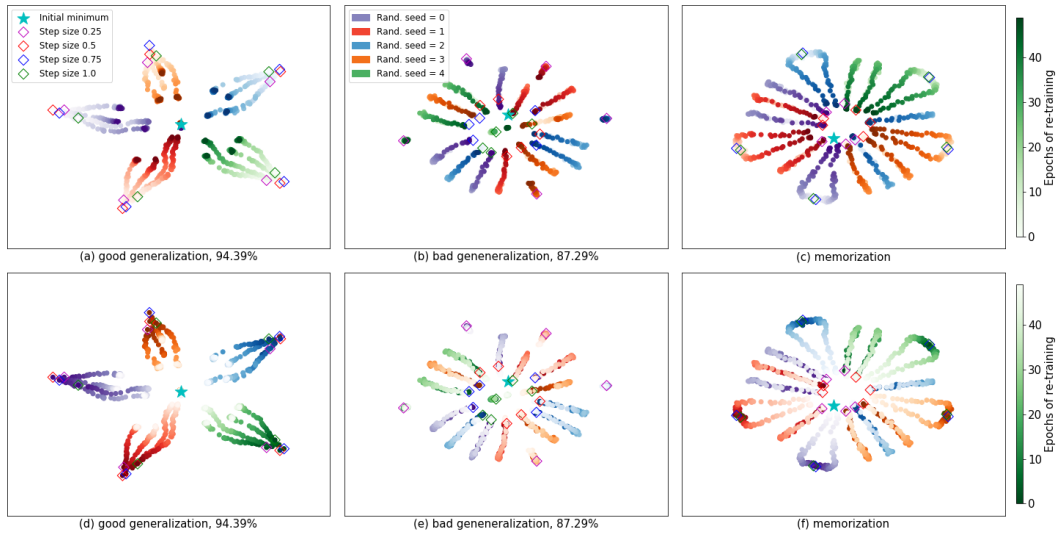 Initial minimum
Step size 0.25
Step size 0.5
Step size 0.75
Step size 1.0
Rand. seed = 0
Rand. seed = 1
Rand. seed = 2
Rand. seed = 3
Rand. seed = 4
40
30
20
10
0
Epochs of re-training
(a) good generalization, 94.39%
(b) bad geneneralization, 87.29%
(c) memorization
40
30
20
10
0
Epochs of re-training
(d) good generalization, 94.39%
(e) bad geneneralization, 87.29%
(f) memorization